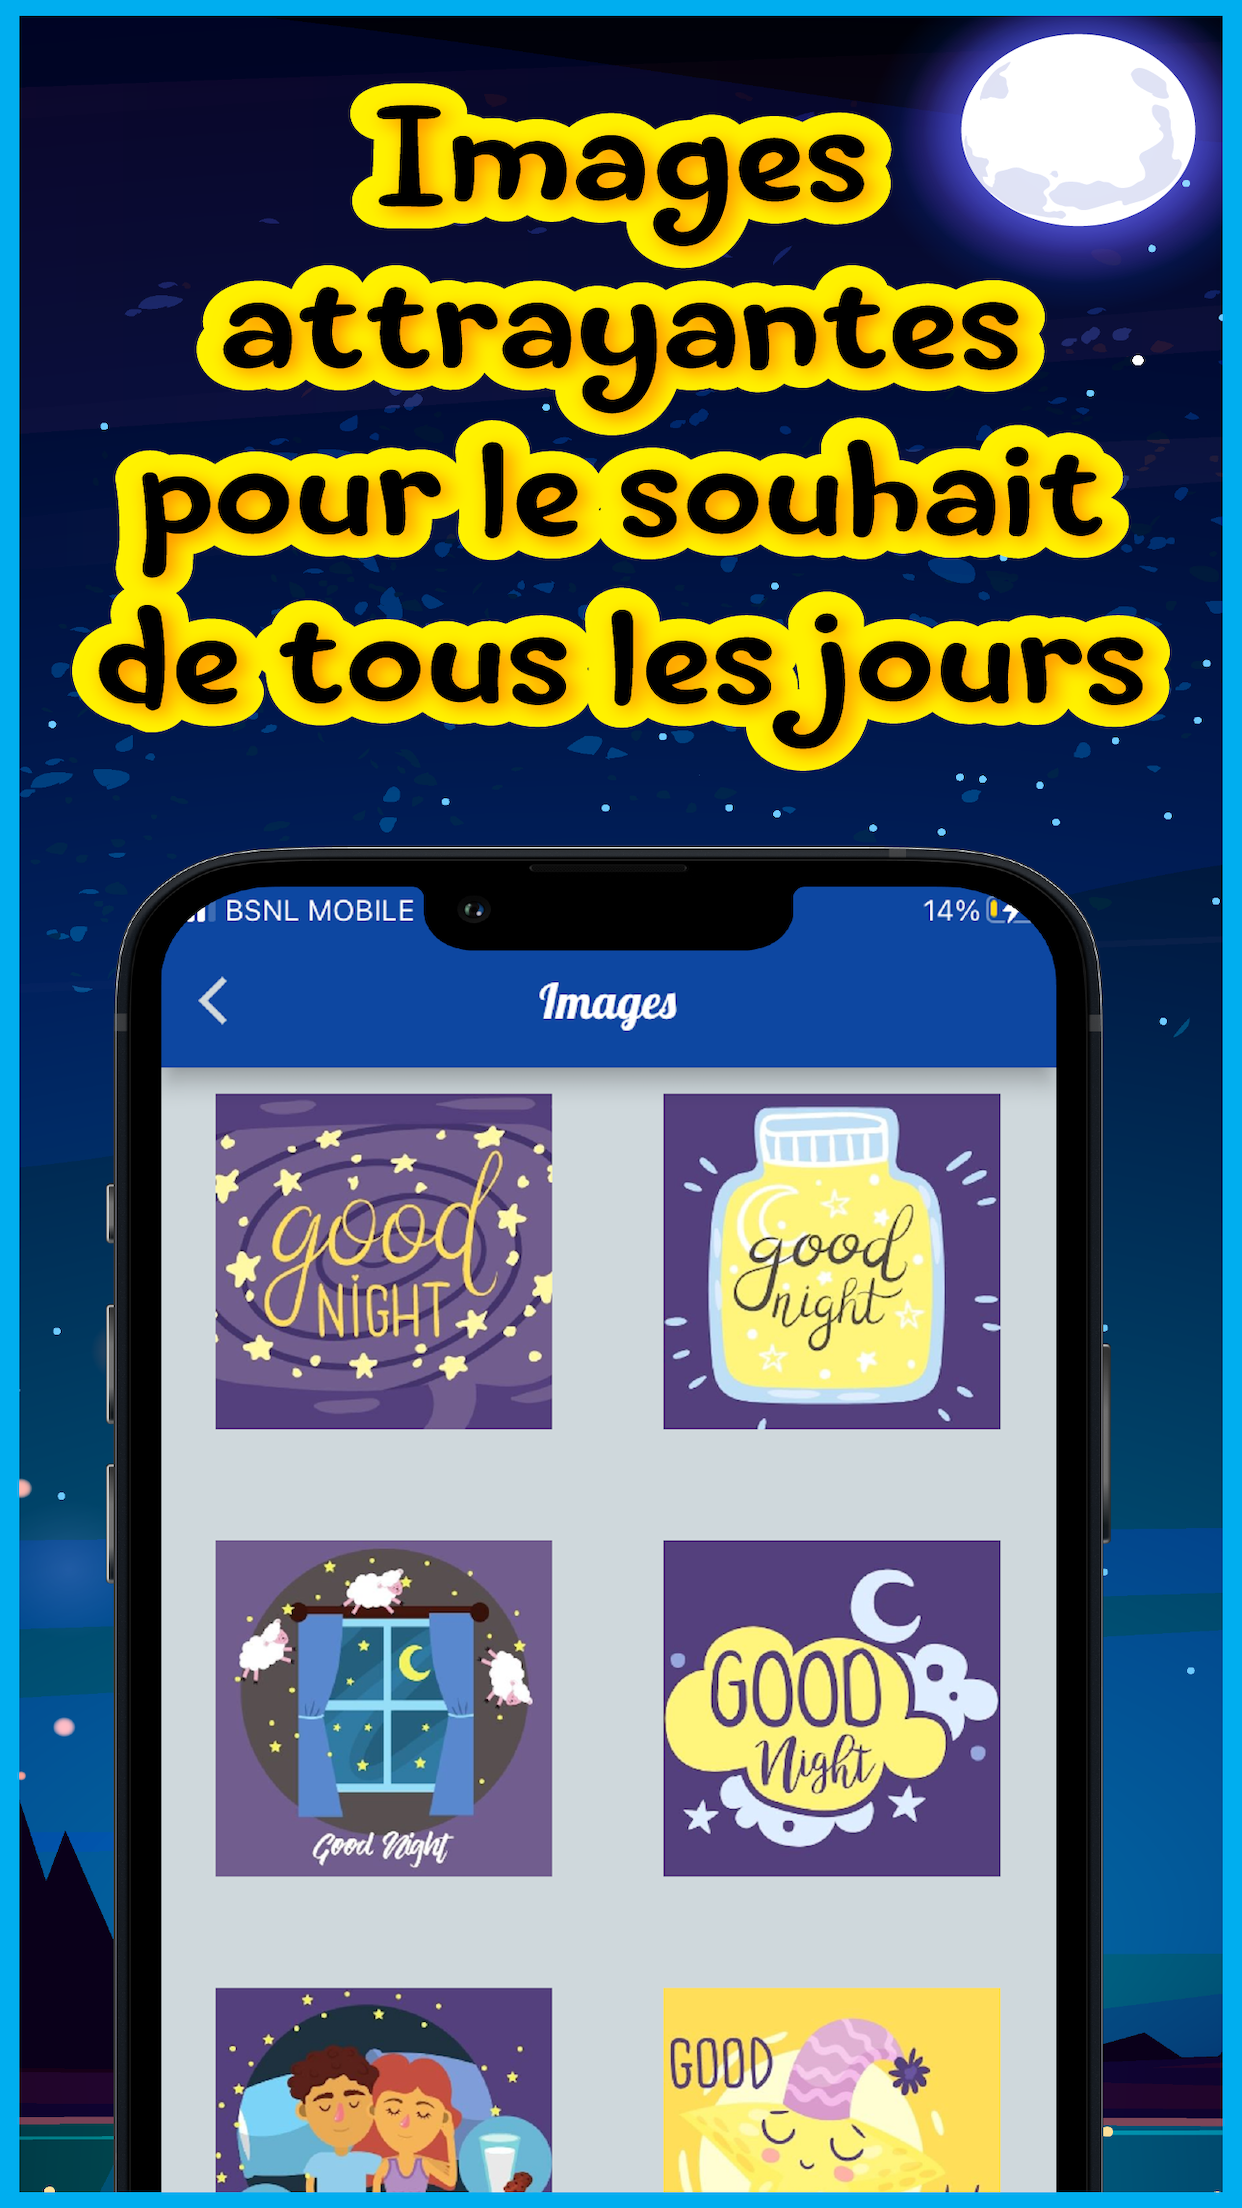 Images
attrayantes
pour le souhait
de tous les jours
BSNL MOBILE 14%
Images
good
NIGHT
good
night
Good Night
GOOD
Night
GOOD